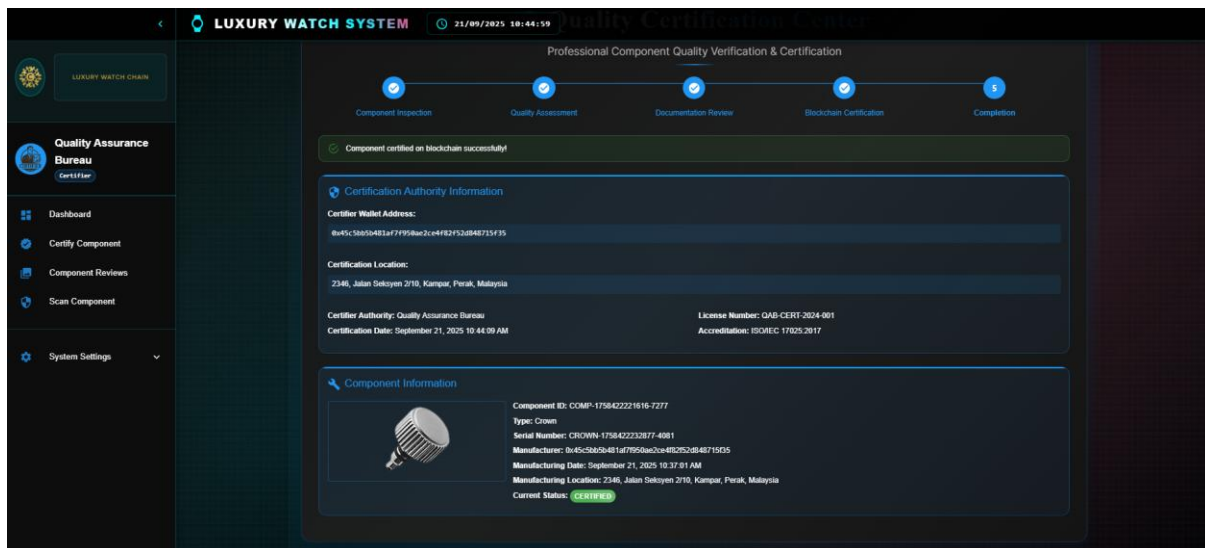 LUXURY WATCH SYSTEM
21/09/2025 10:44:59
Quality Certification Center
LUXURY WATCH CHAIN
Quality Assurance
Bureau
Certifier
Dashboard
Certify Component
Component Reviews
Scan Component
System Settings
Professional Component Quality Verification & Certification
5
Component Inspection
Quality Assessment
Documentation Review
Blockchain Certification
Completion
Component certified on blockchain successfully!
Certification Authority Information
Certifier Wallet Address:
0x45c5bb5b481af7f950ae2ce4f82f52d848715f35
Certification Location:
2346, Jalan Seksyen 2/10, Kampar, Perak, Malaysia
Certifier Authority: Quality Assurance Bureau
License Number: QAB-CERT-2024-001
Certification Date: September 21, 2025 10:44:09 AM
Accreditation: ISO/IEC 17025:2017
Component Information
Component ID: COMP-1758422221616-7277
Type: Crown
Serial Number: CROWN-1758422232877-4081
Manufacturer: 0x45c5bb5b481af7f950ae2ce4f82f52d848715f35
Manufacturing Date: September 21, 2025 10:37:01 AM
Manufacturing Location: 2346, Jalan Seksyen 2/10, Kampar, Perak, Malaysia
Current Status: CERTIFIED